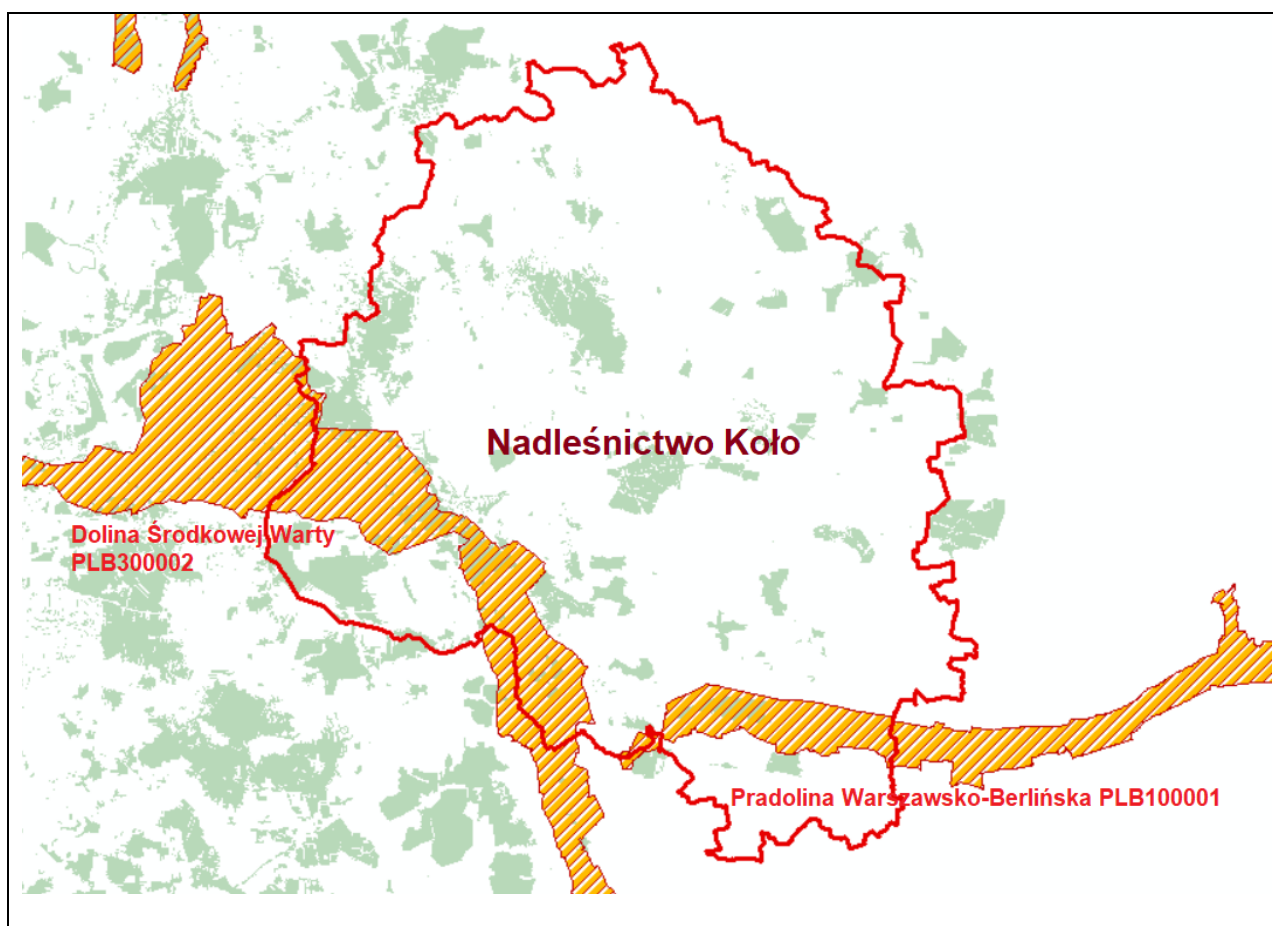 Nadleśnictwo Koło
Dolina Środkowej Warty
PLB300002
Pradolina Warszawsko-Berlińska PLB100001